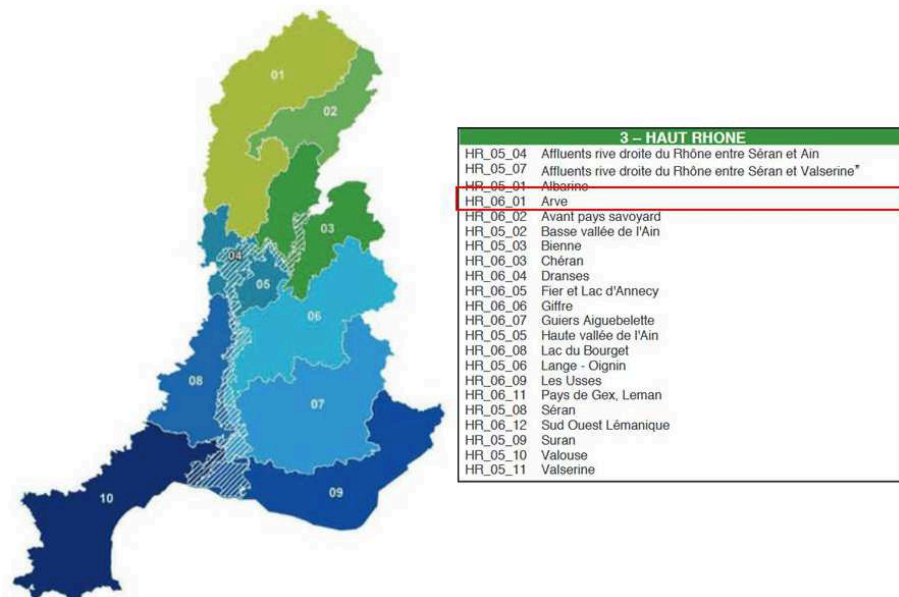 01
02
03
04
05
06
07
08
09
10
3 – HAUT RHONE
HR_05_04 Affluents rive droite du Rhône entre Séran et Ain
HR_05_07 Affluents rive droite du Rhône entre Séran et Valserine*
HR_05_01 Albarine
HR_06_01 Arve
HR_06_02 Avant pays savoyard
HR_05_02 Basse vallée de l'Ain
HR_05_03 Bienne
HR_06_03 Chéran
HR_06_04 Dranses
HR_06_05 Fier et Lac d'Annecy
HR_06_06 Giffre
HR_06_07 Guiers Aiguebelette
HR_05_05 Haute vallée de l'Ain
HR_06_08 Lac du Bourget
HR_05_06 Lange - Oignin
HR_06_09 Les Usses
HR_06_11 Pays de Gex, Leman
HR_05_08 Séran
HR_06_12 Sud Ouest Lémanique
HR_05_09 Suran
HR_05_10 Valouse
HR_05_11 Valserine